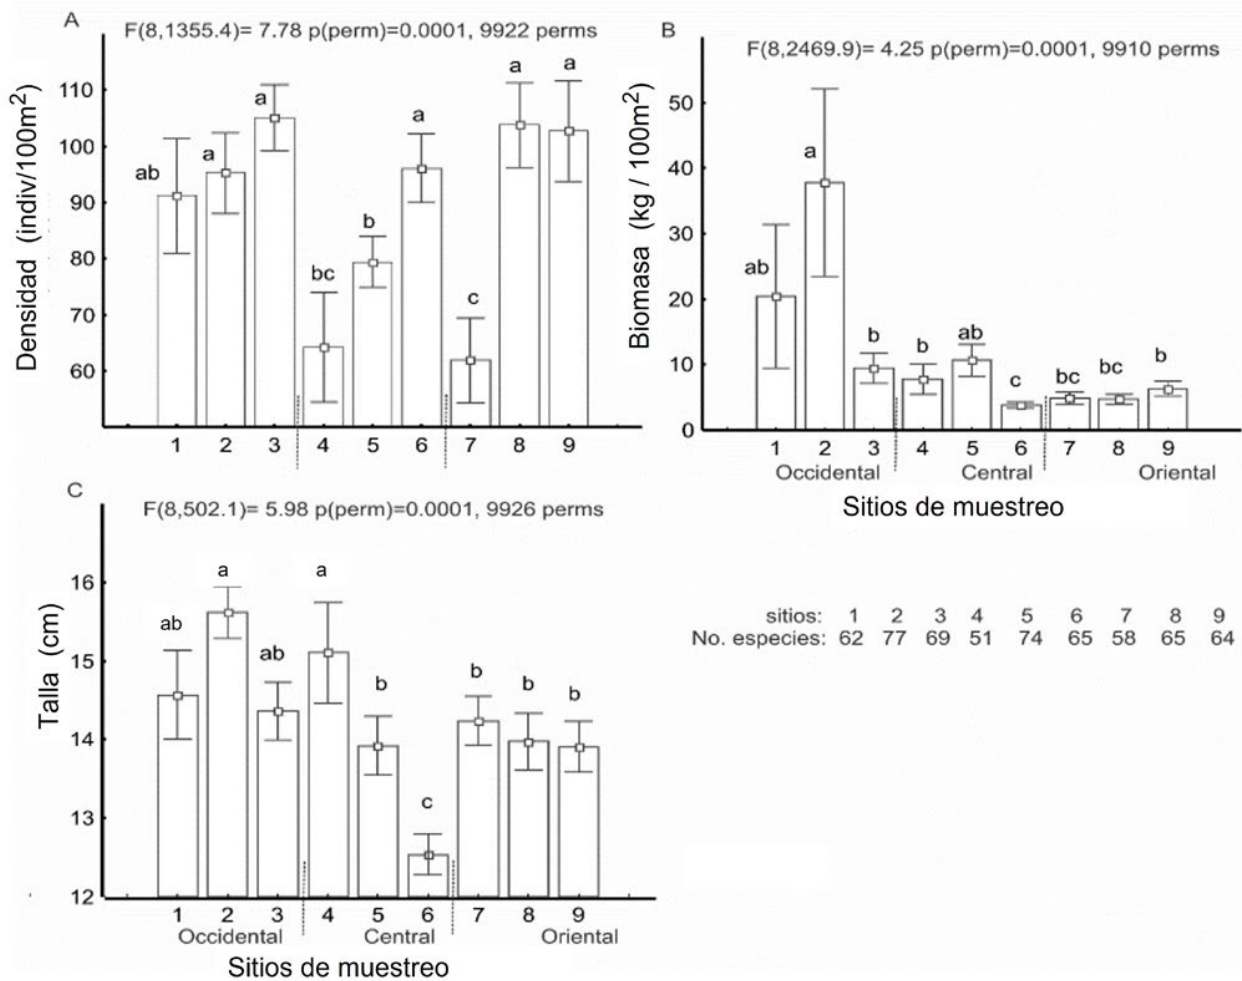 A
F(8,1355.4)= 7.78 p(perm)=0.0001, 9922 perms
Densidad (indiv/100m²)
110
100
90
80
70
60
ab
a
a
bc
b
a
c
a
a
1 2 3 4 5 6 7 8 9
B
F(8,2469.9)= 4.25 p(perm)=0.0001, 9910 perms
Biomasa (kg / 100m²)
50
40
30
20
10
0
ab
a
b
b
ab
c
bc
bc
b
1 2 3 4 5 6 7 8 9
Occidental Central Oriental
Sitios de muestreo
C
F(8,502.1)= 5.98 p(perm)=0.0001, 9926 perms
Talla (cm)
16
15
14
13
12
ab
a
ab
a
b
c
b
b
b
1 2 3 4 5 6 7 8 9
Occidental Central Oriental
Sitios de muestreo
sitios: 1 2 3 4 5 6 7 8 9
No. especies: 62 77 69 51 74 65 58 65 64